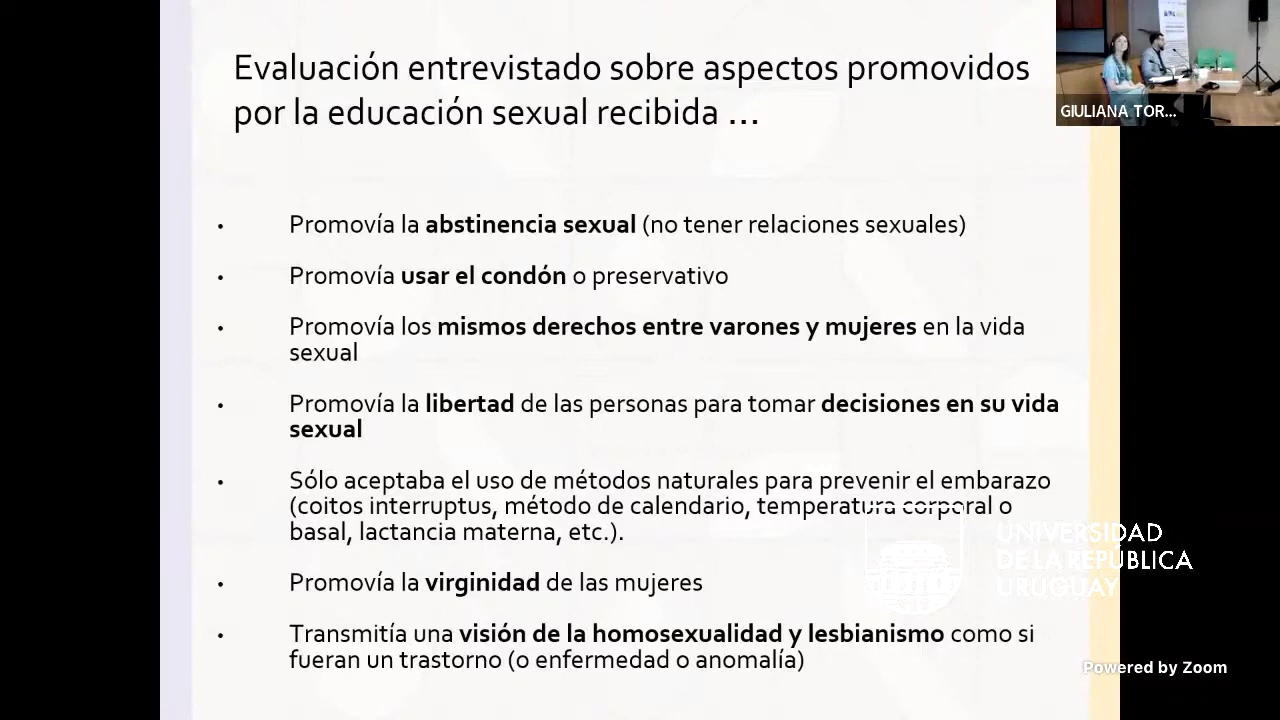 Evaluación entrevistado sobre aspectos promovidos
por la educación sexual recibida ...
GIULIANA TOR...
• Promovía la abstinencia sexual (no tener relaciones sexuales)
• Promovía usar el condón o preservativo
• Promovía los mismos derechos entre varones y mujeres en la vida
sexual
• Promovía la libertad de las personas para tomar decisiones en su vida
sexual
• Sólo aceptaba el uso de métodos naturales para prevenir el embarazo
(coitos interruptus, método de calendario, temperatura corporal o
basal, lactancia materna, etc.).
• Promovía la virginidad de las mujeres
• Transmitía una visión de la homosexualidad y lesbianismo como si
fueran un trastorno (o enfermedad o anomalía)
UNIVERSIDAD
DE LA REPÚBLICA
URUGUAY
Powered by Zoom